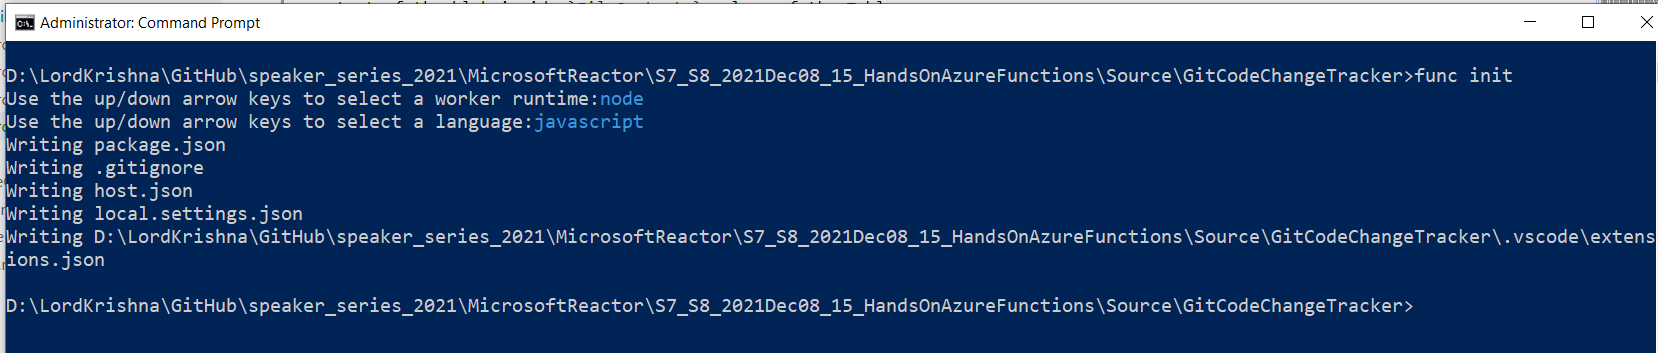 Administrator: Command Prompt
D:\LordKrishna\GitHub\speaker_series_2021\MicrosoftReactor\S7_S8_2021Dec08_15_HandsOnAzureFunctions\Source\GitCodeChangeTracker>func init
Use the up/down arrow keys to select a worker runtime:node
Use the up/down arrow keys to select a language:javascript
Writing package.json
Writing .gitignore
Writing host.json
Writing local.settings.json
Writing D:\LordKrishna\GitHub\speaker_series_2021\MicrosoftReactor\S7_S8_2021Dec08_15_HandsOnAzureFunctions\Source\GitCodeChangeTracker\.vscode\extens
ions.json
D:\LordKrishna\GitHub\speaker_series_2021\MicrosoftReactor\S7_S8_2021Dec08_15_HandsOnAzureFunctions\Source\GitCodeChangeTracker>